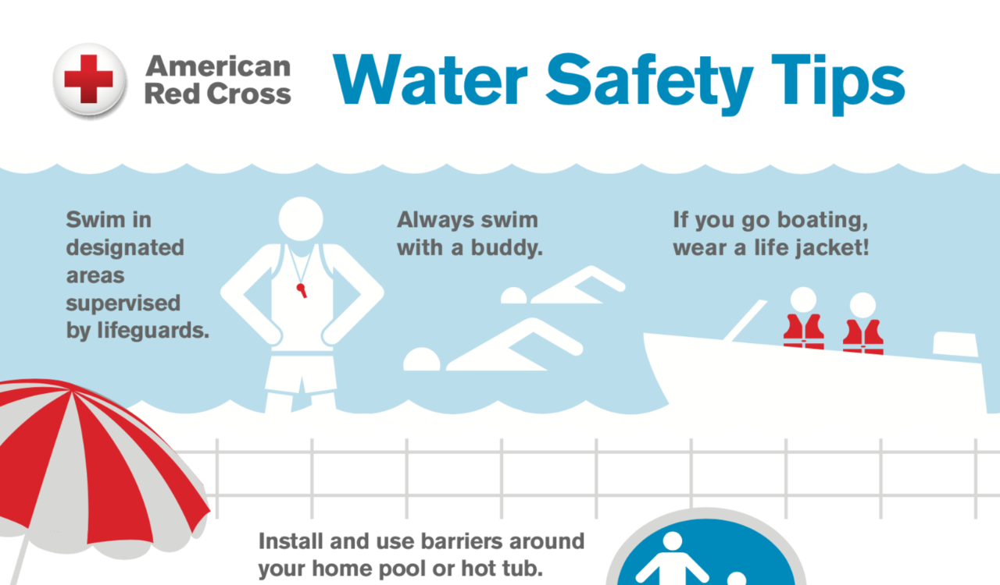 American
Red Cross
Water Safety Tips
Swim in
designated
areas
supervised
by lifeguards.
Always swim
with a buddy.
If you go boating,
wear a life jacket!
Install and use barriers around
your home pool or hot tub.